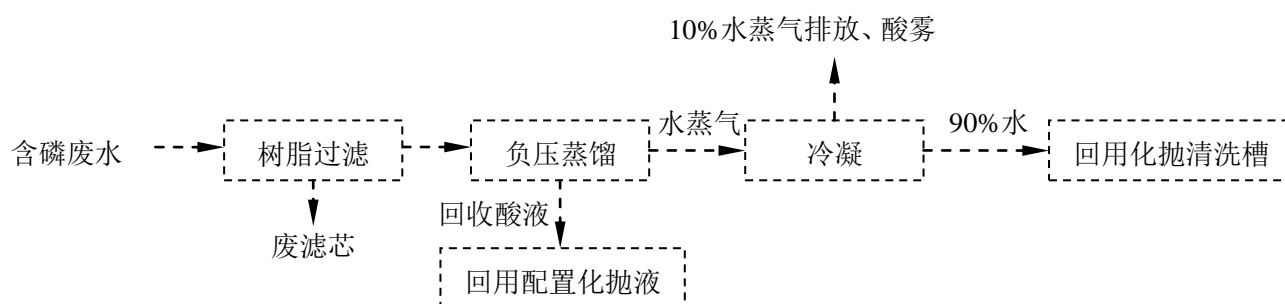 10%水蒸气排放、酸雾
含磷废水
树脂过滤
负压蒸馏
水蒸气
冷凝
90%水
回用化抛清洗槽
废滤芯
回收酸液
回用配置化抛液